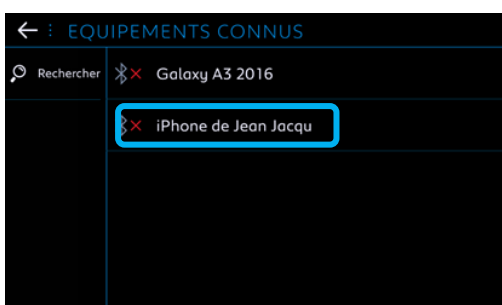 EQUIPEMENTS CONNUS
Rechercher
Galaxy A3 2016
iPhone de Jean Jacqu